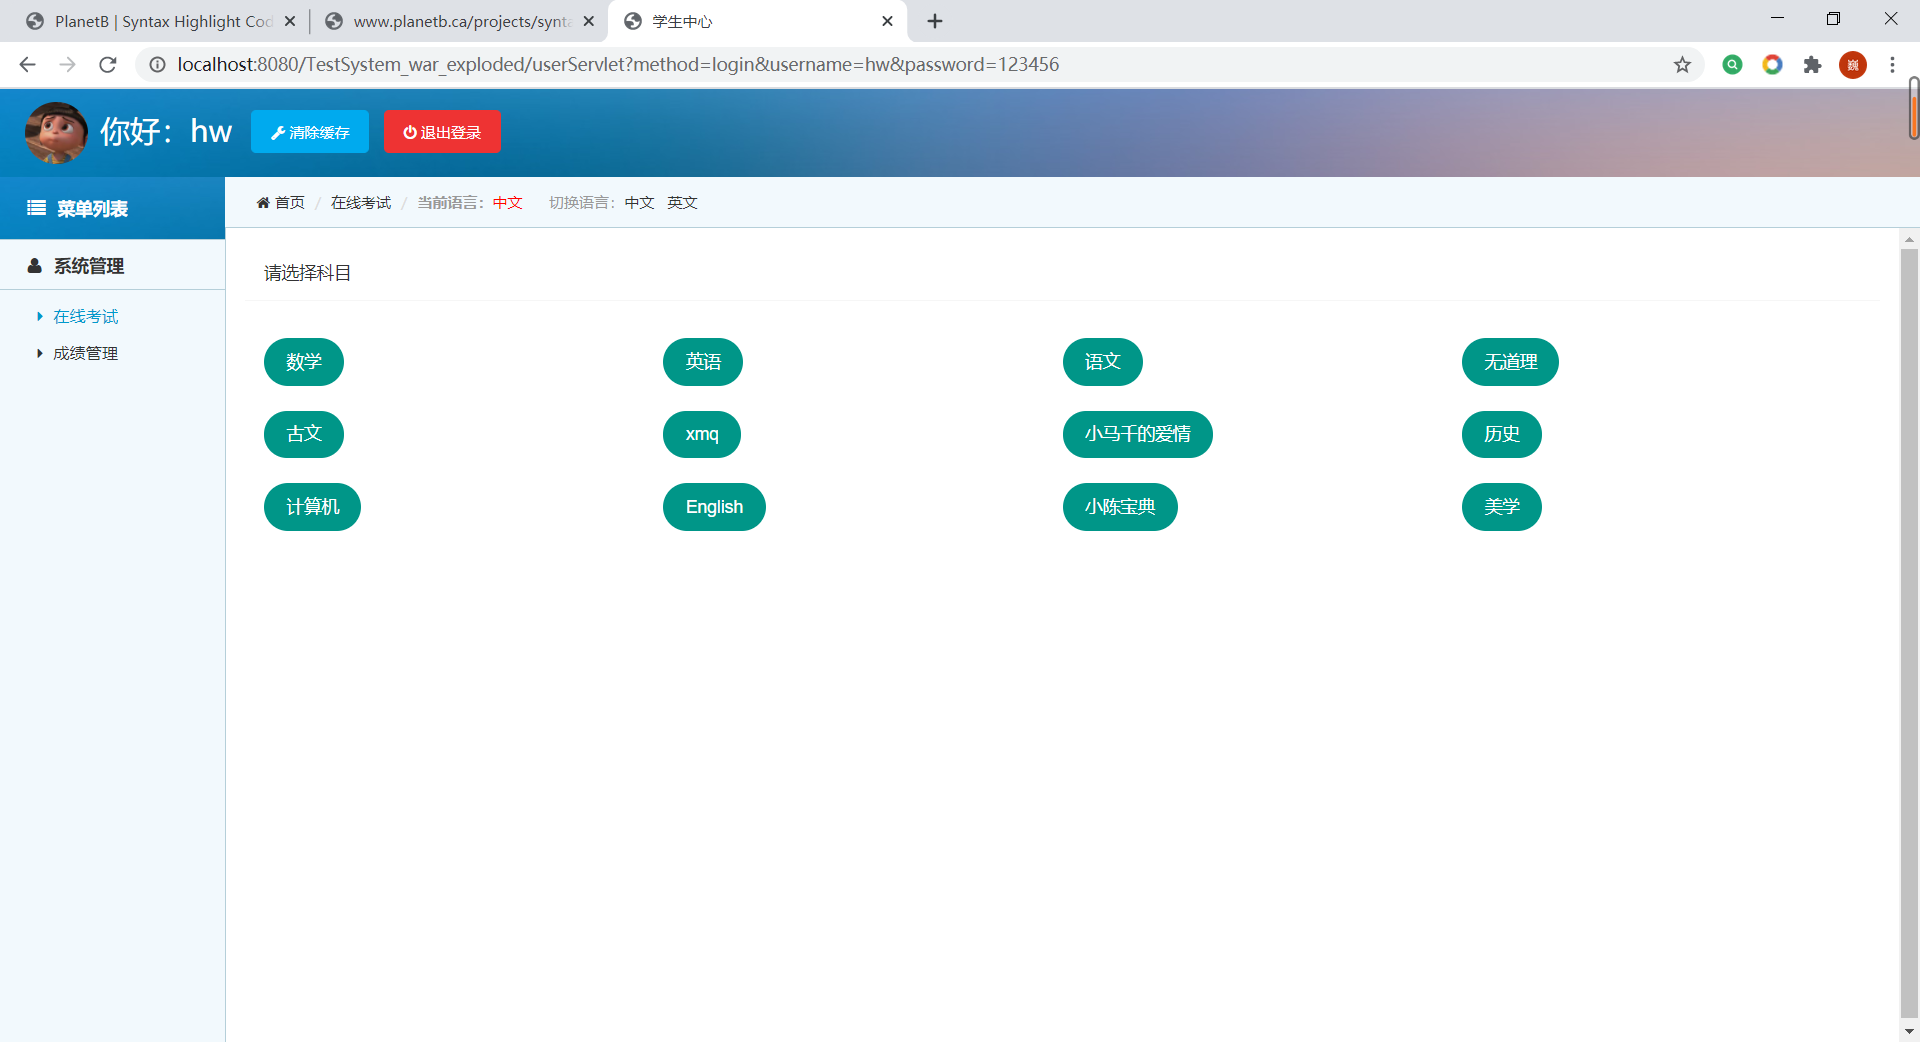 PlanetB | Syntax Highlight Cod
www.planetb.ca/projects/synta
学生中心
localhost:8080/TestSystem_war_exploded/userServlet?method=login&username=hw&password=123456
巍
你好：hw
清除缓存
退出登录
菜单列表
首页 / 在线考试 / 当前语言：中文 切换语言：中文 英文
系统管理
在线考试
成绩管理
请选择科目
数学 英语 语文 无道理
古文 xmq 小马千的爱情 历史
计算机 English 小陈宝典 美学